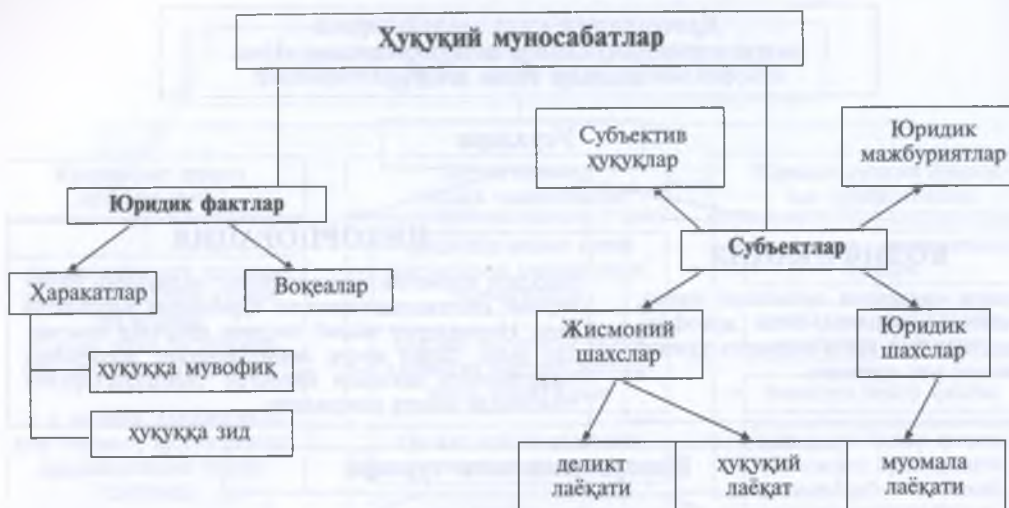 Ҳуқуқий муносабатлар
Субъектив
ҳуқуқлар
Юридик
мажбуриятлар
Юридик фактлар
Субъектлар
Ҳаракатлар
Воқеалар
Жисмоний
шахслар
Юридик
шахслар
ҳуқуққа мувофиқ
ҳуқуққа зид
деликт
лаёқати
ҳуқуқий
лаёқат
муомала
лаёқати